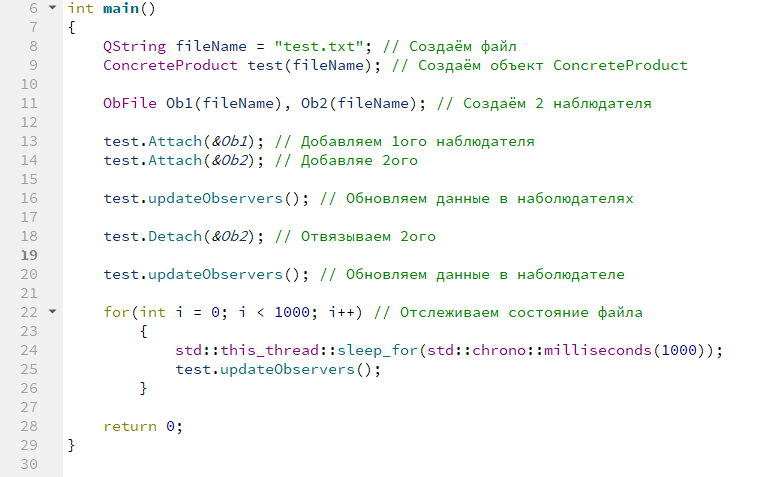 6 int main()
7 {
8 QString fileName = "test.txt"; // Создаём файл
9 ConcreteProduct test(fileName); // Создаём объект ConcreteProduct
10
11 ObFile Ob1(fileName), Ob2(fileName); // Создаём 2 наблюдателя
12
13 test.Attach(&Ob1); // Добавляем 1ого наблюдателя
14 test.Attach(&Ob2); // Добавляе 2ого
15
16 test.updateObservers(); // Обновляем данные в наболюдателях
17
18 test.Detach(&Ob2); // Отвязываем 2ого
19
20 test.updateObservers(); // Обновляем данные в наболюдателе
21
22 for(int i = 0; i < 1000; i++) // Отслеживаем состояние файла
23 {
24 std::this_thread::sleep_for(std::chrono::milliseconds(1000));
25 test.updateObservers();
26 }
27
28 return 0;
29 }
30